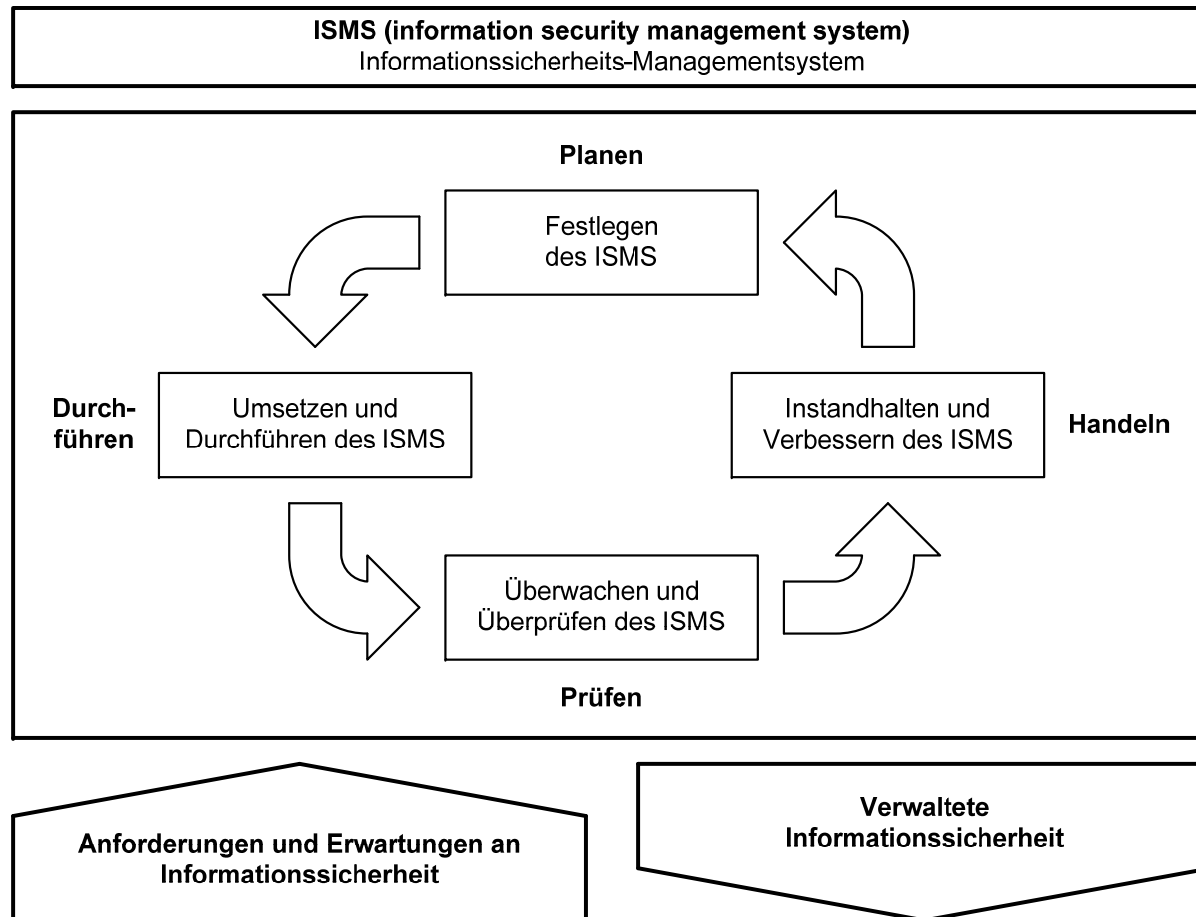 ISMS (information security management system)
Informationssicherheits-Managementsystem
Planen
Festlegen
des ISMS
Durch-
führen
Umsetzen und
Durchführen des ISMS
Instandhalten und
Verbessern des ISMS
Handeln
Überwachen und
Überprüfen des ISMS
Prüfen
Anforderungen und Erwartungen an
Informationssicherheit
Verwaltete
Informationssicherheit